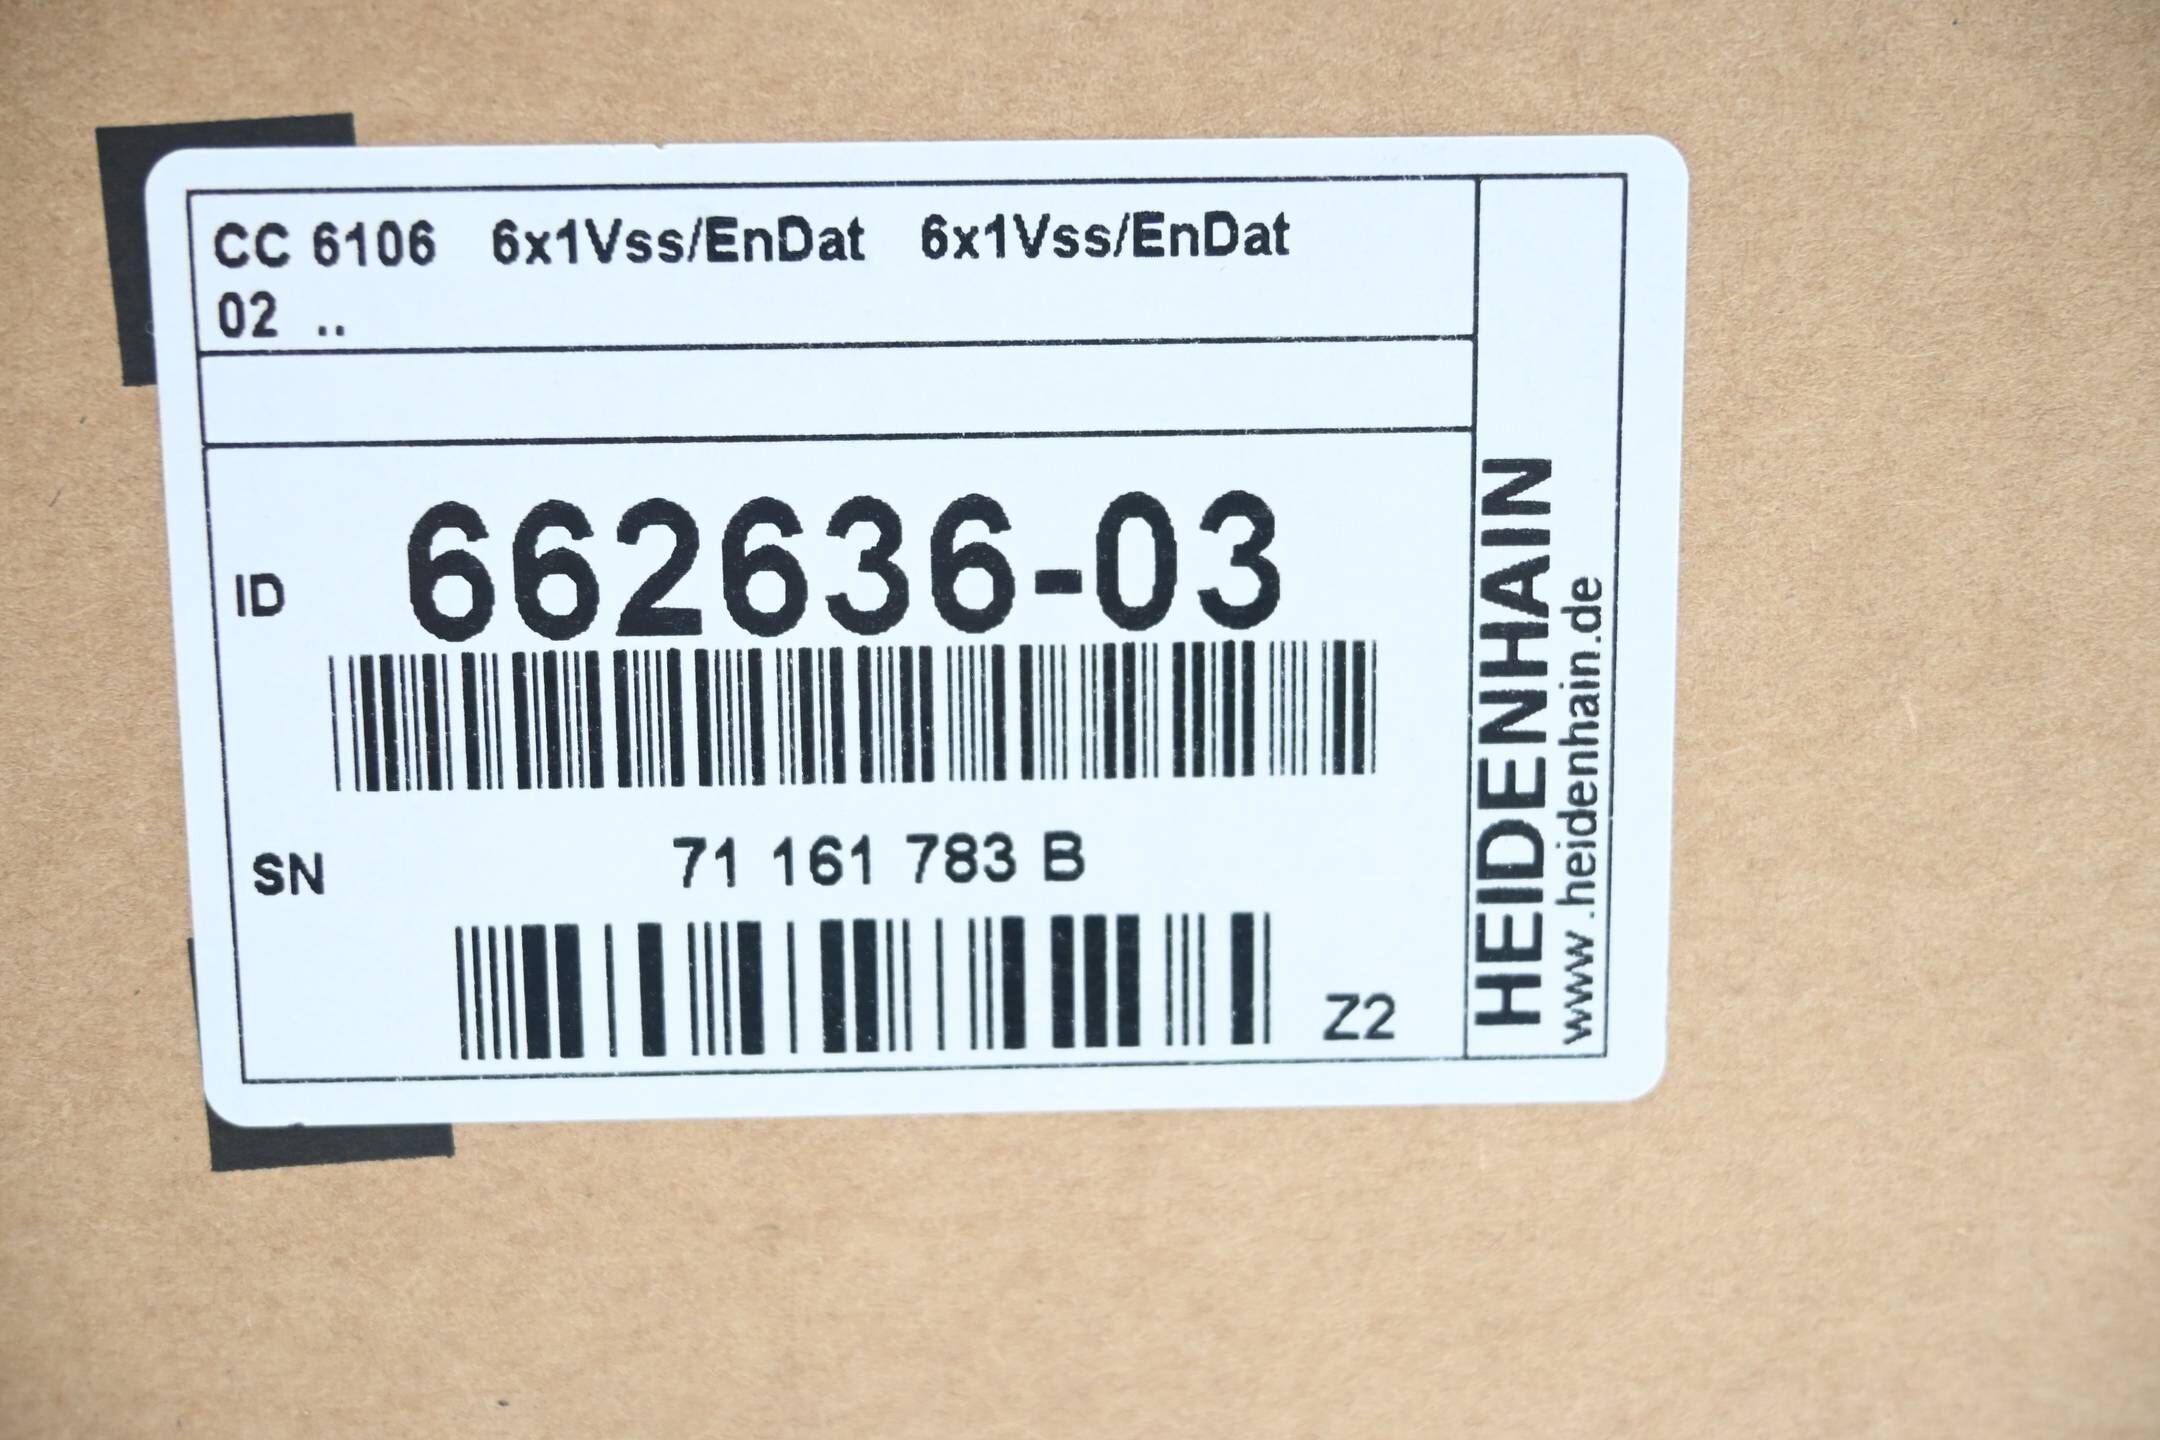 CC 6106 6x1Vss/EnDat 6x1Vss/EnDat
02 ..
ID 662636-03
SN 71 161 783 B
Z2
HEIDENHAIN
www.heidenhain.de